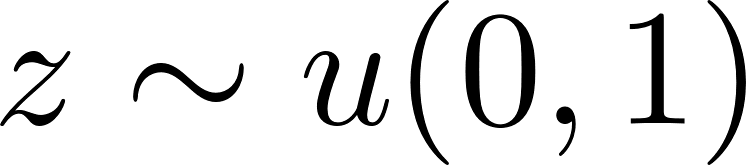 z ∼ u(0, 1)